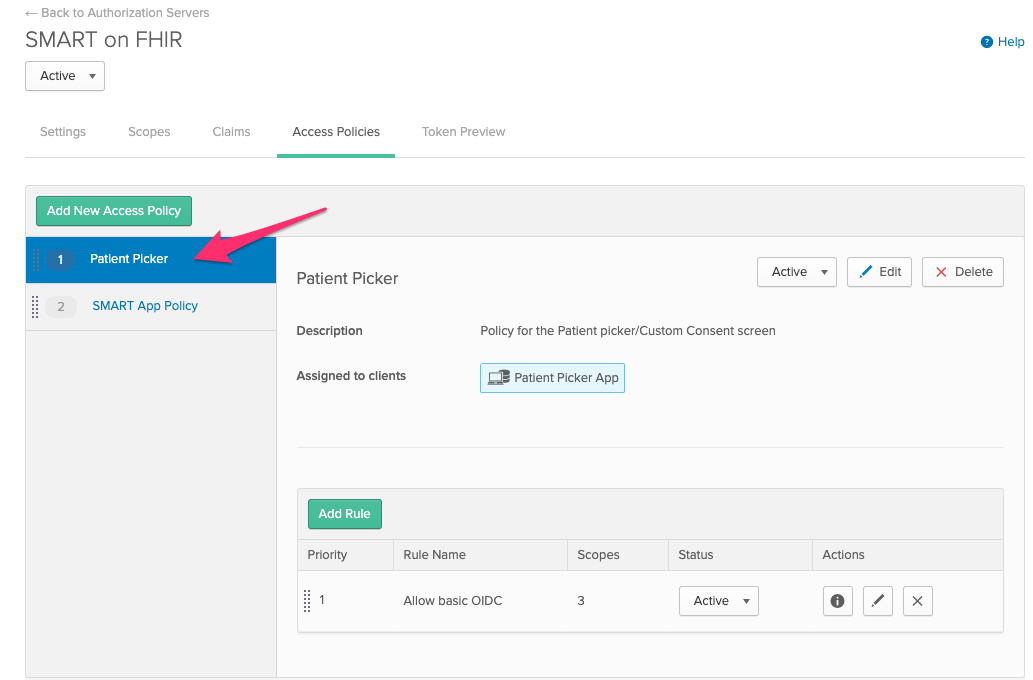 ← Back to Authorization Servers
SMART on FHIR
Help
Active
Settings Scopes Claims Access Policies Token Preview
Add New Access Policy
1 Patient Picker
2 SMART App Policy
Patient Picker Active Edit Delete
Description Policy for the Patient picker/Custom Consent screen
Assigned to clients Patient Picker App
Add Rule
Priority Rule Name Scopes Status Actions
1 Allow basic OIDC 3 Active